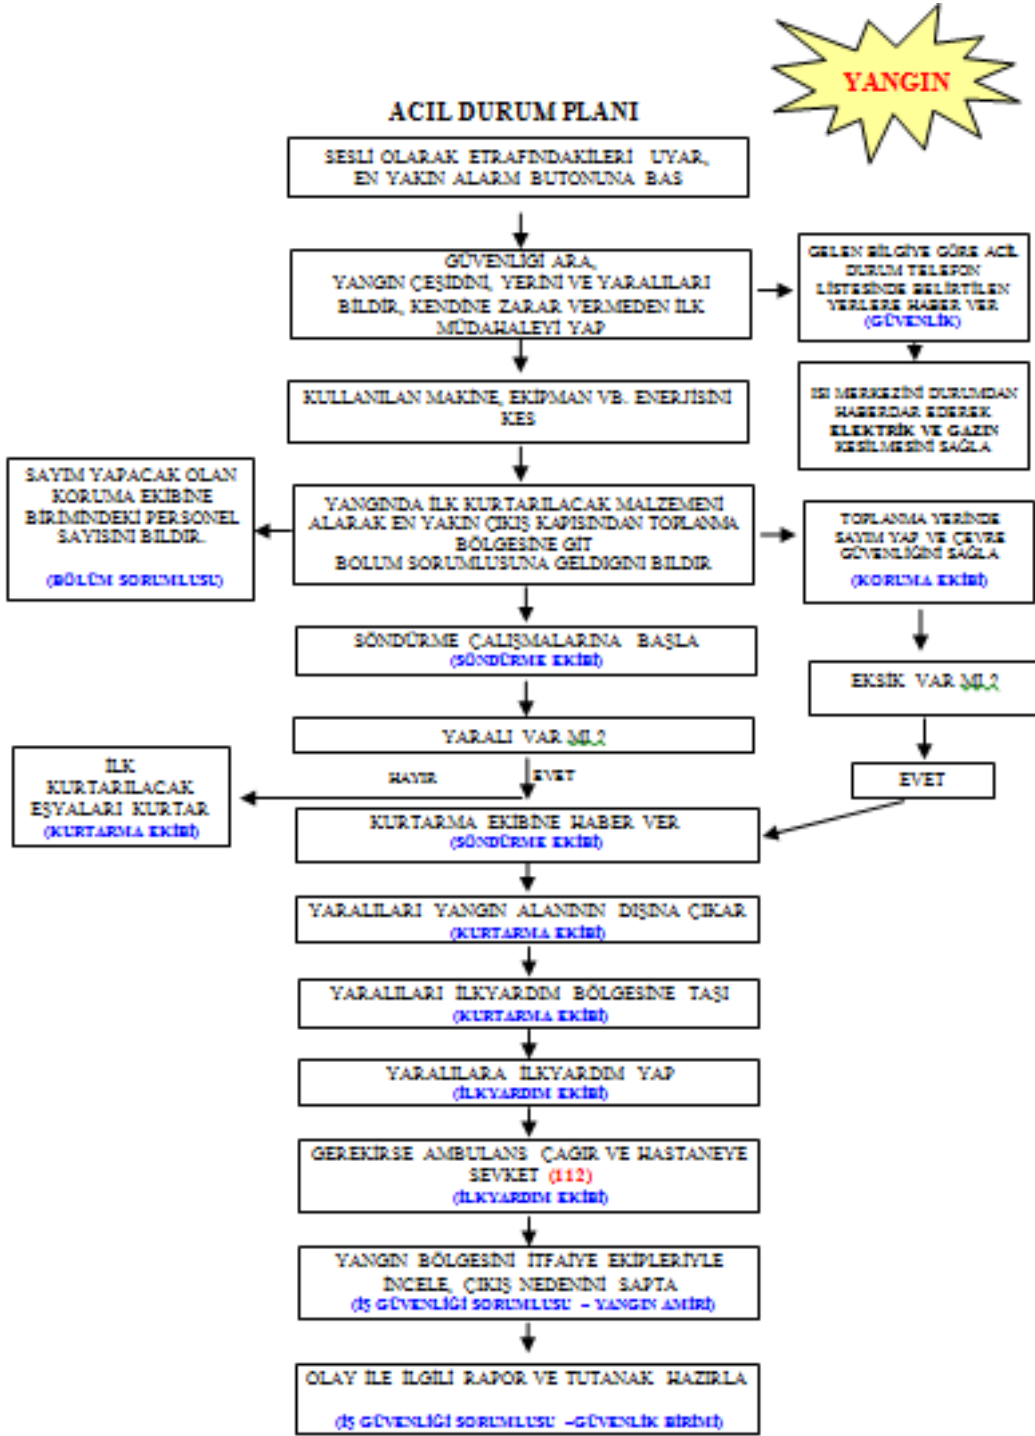 YANGIN
ACİL DURUM PLANI
SESLİ OLARAK ETRAFINDAKİLERİ UYAR,
EN YAKIN ALARM BUTONUNA BAS
GÜVENLİĞİ ARA,
YANGIN ÇEŞİDİNİ, YERİNİ VE YARALILARI
BİLDİR, KENDİNE ZARAR VERMEDEN İLK
MÜDAHALEYİ YAP
GELEN BİLGİYE GÖRE ACİL
DURUM TELEFON
LİSTESİNDE BELİRTİLEN
YERLERE HABER VER
(GÜVENLİK)
KULLANILAN MAKİNE, EKİPMAN VB. ENERJİSİNİ
KES
ISI MERKEZİNİ DURUMDAN
HABERDAR EDEREK
ELEKTRİK VE GAZIN
KESİLMESİNİ SAĞLA
SAYIM YAPACAK OLAN
KORUMA EKİBİNE
BİRİMİNDEKİ PERSONEL
SAYISINI BİLDİR.
(BÖLÜM SORUMLUSU)
YANGINDA İLK KURTARILACAK MALZEMENİ
ALARAK EN YAKIN ÇIKIŞ KAPISINDAN TOPLANMA
BÖLGESİNE GİT
BÖLÜM SORUMLUSUNA GELDİĞİNİ BİLDİR
TOPLANMA YERİNDE
SAYIM YAP VE ÇEVRE
GÜVENLİĞİNİ SAĞLA
(KORUMA EKİBİ)
SÖNDÜRME ÇALIŞMALARINA BAŞLA
(SÖNDÜRME EKİBİ)
EKSİK VAR MI?
YARALI VAR MI?
HAYIR
EVET
EVET
İLK
KURTARILACAK
EŞYALARI KURTAR
(KURTARMA EKİBİ)
KURTARMA EKİBİNE HABER VER
(SÖNDÜRME EKİBİ)
YARALILARI YANGIN ALANININ DIŞINA ÇIKAR
(KURTARMA EKİBİ)
YARALILARI İLKYARDIM BÖLGESİNE TAŞI
(KURTARMA EKİBİ)
YARALILARA İLKYARDIM YAP
(İLKYARDIM EKİBİ)
GEREKİRSE AMBULANS ÇAĞIR VE HASTANEYE
SEVKET (112)
(İLKYARDIM EKİBİ)
YANGIN BÖLGESİNİ İTFAİYE EKİPLERİYLE
İNCELE, ÇIKIŞ NEDENİNİ SAPTA
(İŞ GÜVENLİĞİ SORUMLUSU – YANGIN AMİRİ)
OLAY İLE İLGİLİ RAPOR VE TUTANAK HAZIRLA
(İŞ GÜVENLİĞİ SORUMLUSU –GÜVENLİK BİRİMİ)